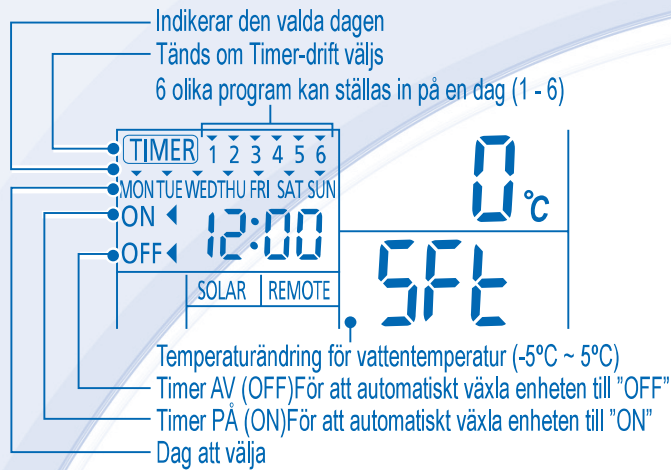 Indikerar den valda dagen
Tänds om Timer-drift väljs
6 olika program kan ställas in på en dag (1 - 6)
TIMER 1 2 3 4 5 6
MON TUE WED THU FRI SAT SUN
ON
12:00
OFF
SOLAR REMOTE
0 °C
SFt
Temperaturändring för vattentemperatur (-5ºC ~ 5ºC)
Timer AV (OFF)För att automatiskt växla enheten till ”OFF”
Timer PÅ (ON)För att automatiskt växla enheten till ”ON”
Dag att välja